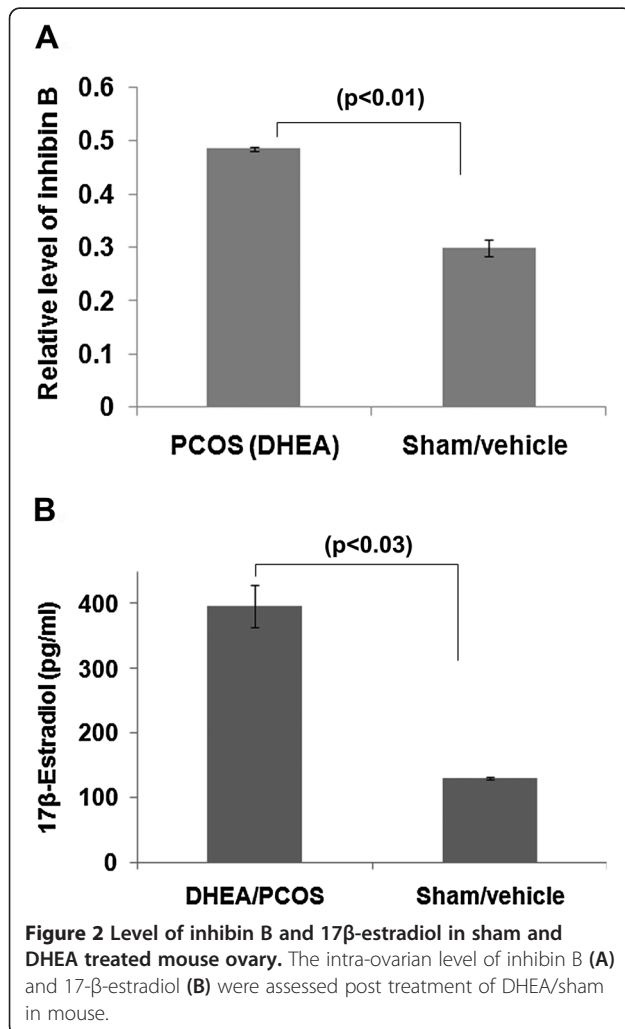 A
Relative level of inhibin B
0.6
0.5
0.4
0.3
0.2
0.1
0
(p<0.01)
PCOS (DHEA) Sham/vehicle
B
17β-Estradiol (pg/ml)
400
300
200
100
0
(p<0.03)
DHEA/PCOS Sham/vehicle
Figure 2 Level of inhibin B and 17β-estradiol in sham and
DHEA treated mouse ovary. The intra-ovarian level of inhibin B (A)
and 17-β-estradiol (B) were assessed post treatment of DHEA/sham
in mouse.